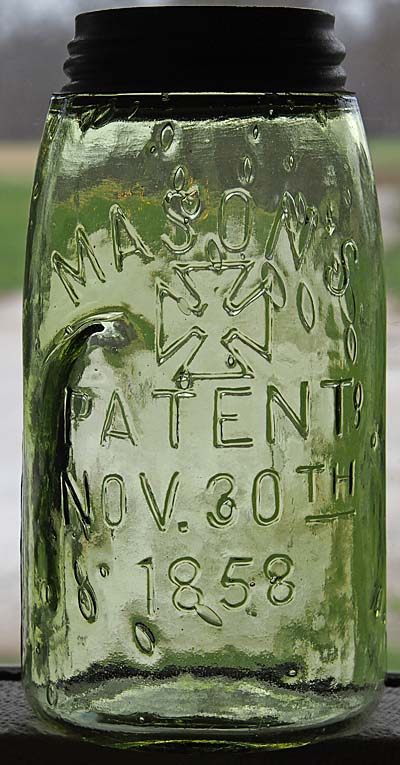 MASON'S
PATENT
NOV. 30TH
1858